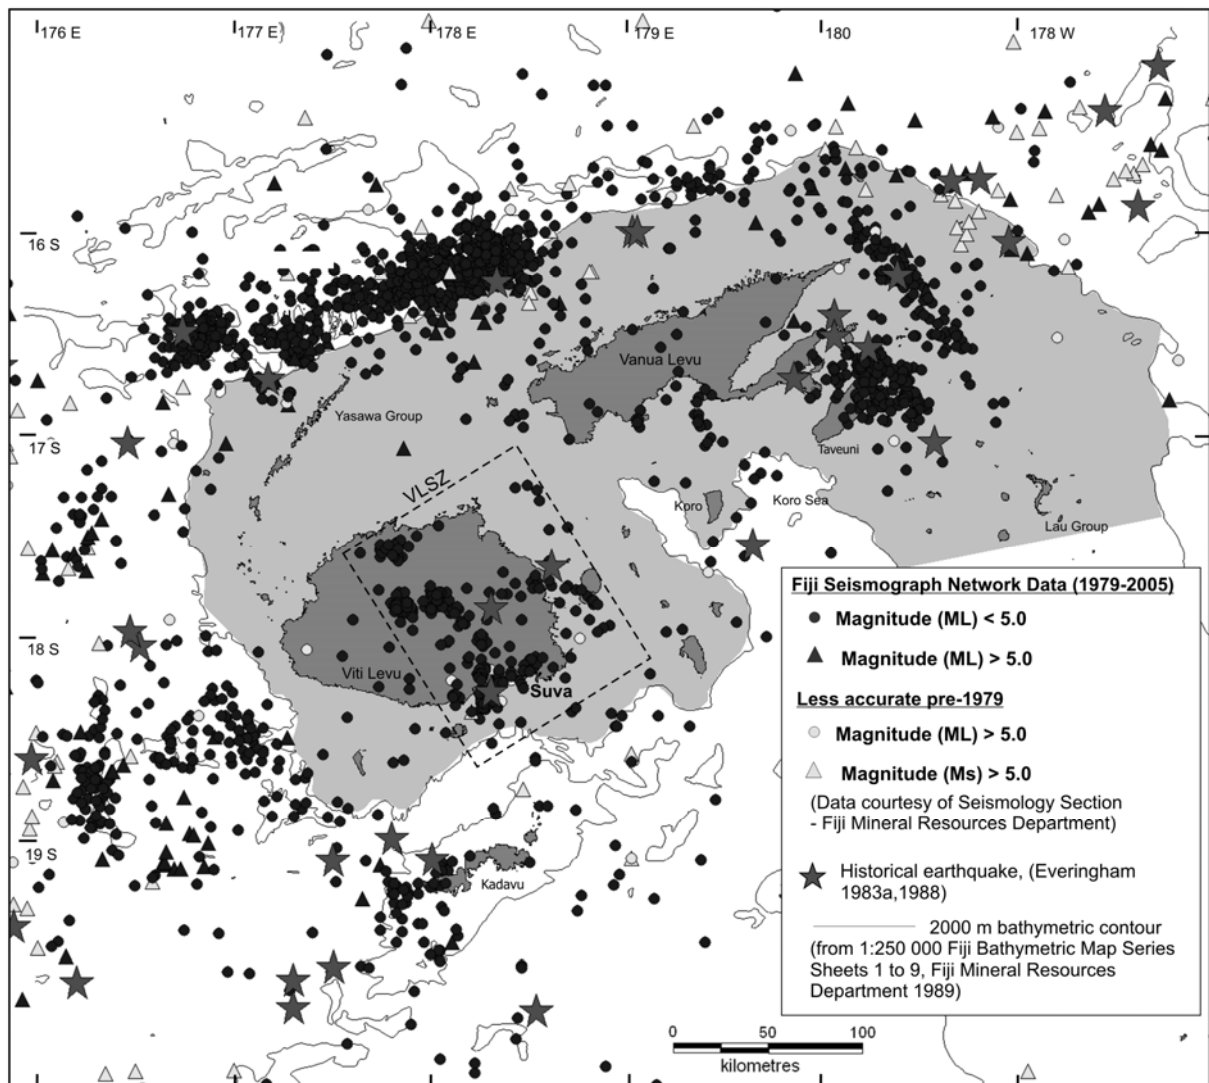 176 E
177 E
178 E
179 E
180
178 W
16 S
Vanua Levu
Yasawa Group
17 S
Taveuni
VLSZ
Koro
Koro Sea
Lau Group
18 S
Viti Levu
Suva
19 S
Kadavu
Fiji Seismograph Network Data (1979-2005)
Magnitude (ML) < 5.0
Magnitude (ML) > 5.0
Less accurate pre-1979
Magnitude (ML) > 5.0
Magnitude (Ms) > 5.0
(Data courtesy of Seismology Section
- Fiji Mineral Resources Department)
Historical earthquake, (Everingham
1983a,1988)
2000 m bathymetric contour
(from 1:250 000 Fiji Bathymetric Map Series
Sheets 1 to 9, Fiji Mineral Resources
Department 1989)
0 50 100
kilometres